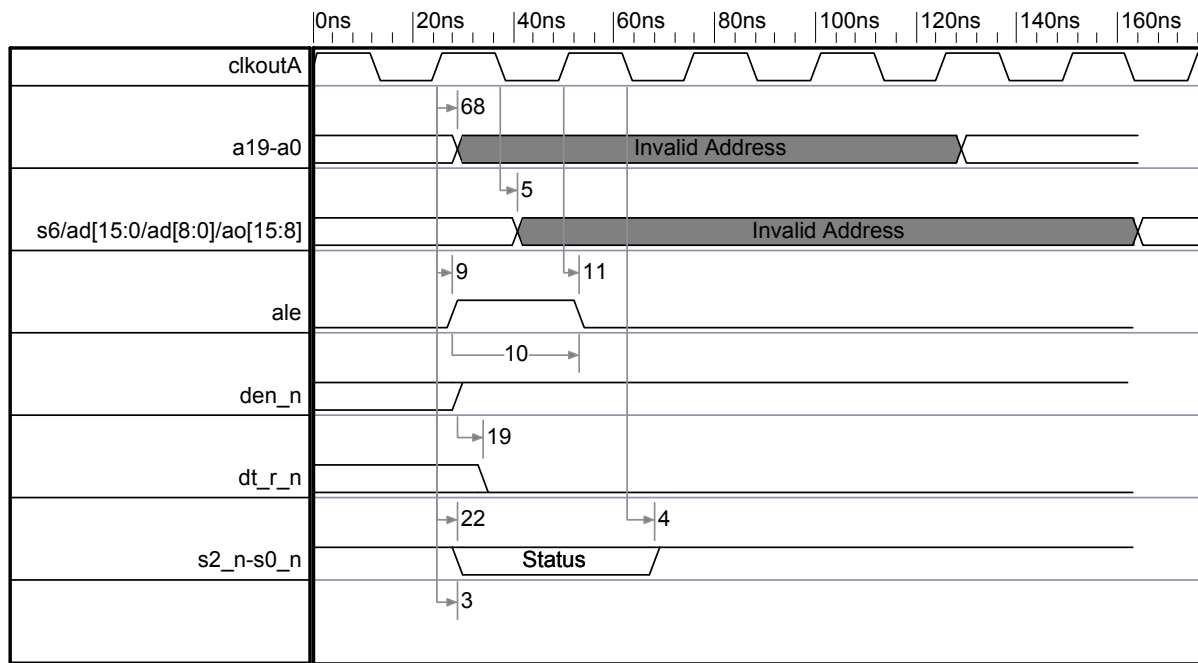 0ns 20ns 40ns 60ns 80ns 100ns 120ns 140ns 160ns
clkoutA
68
a19-a0 Invalid Address
5
s6/ad[15:0/ad[8:0]/ao[15:8] Invalid Address
9 11
ale
10
den_n
19
dt_r_n
22 4
s2_n-s0_n Status
3